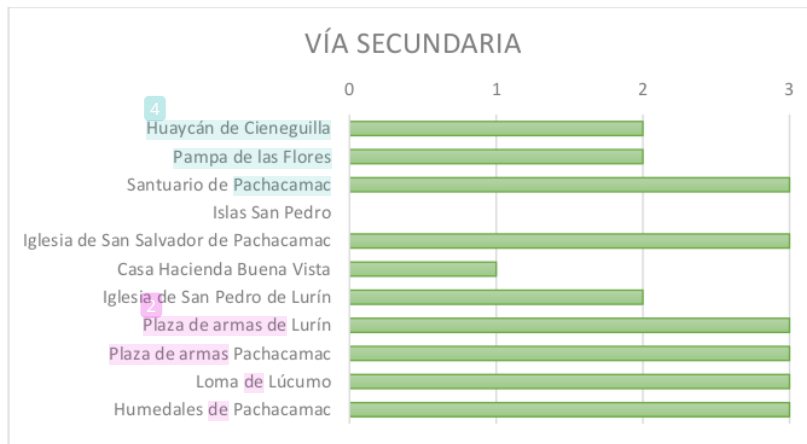 VÍA SECUNDARIA
0 1 2 3
4
Huaycán de Cieneguilla
Pampa de las Flores
Santuario de Pachacamac
Islas San Pedro
Iglesia de San Salvador de Pachacamac
Casa Hacienda Buena Vista
Iglesia de San Pedro de Lurín
2
Plaza de armas de Lurín
Plaza de armas Pachacamac
Loma de Lúcumo
Humedales de Pachacamac